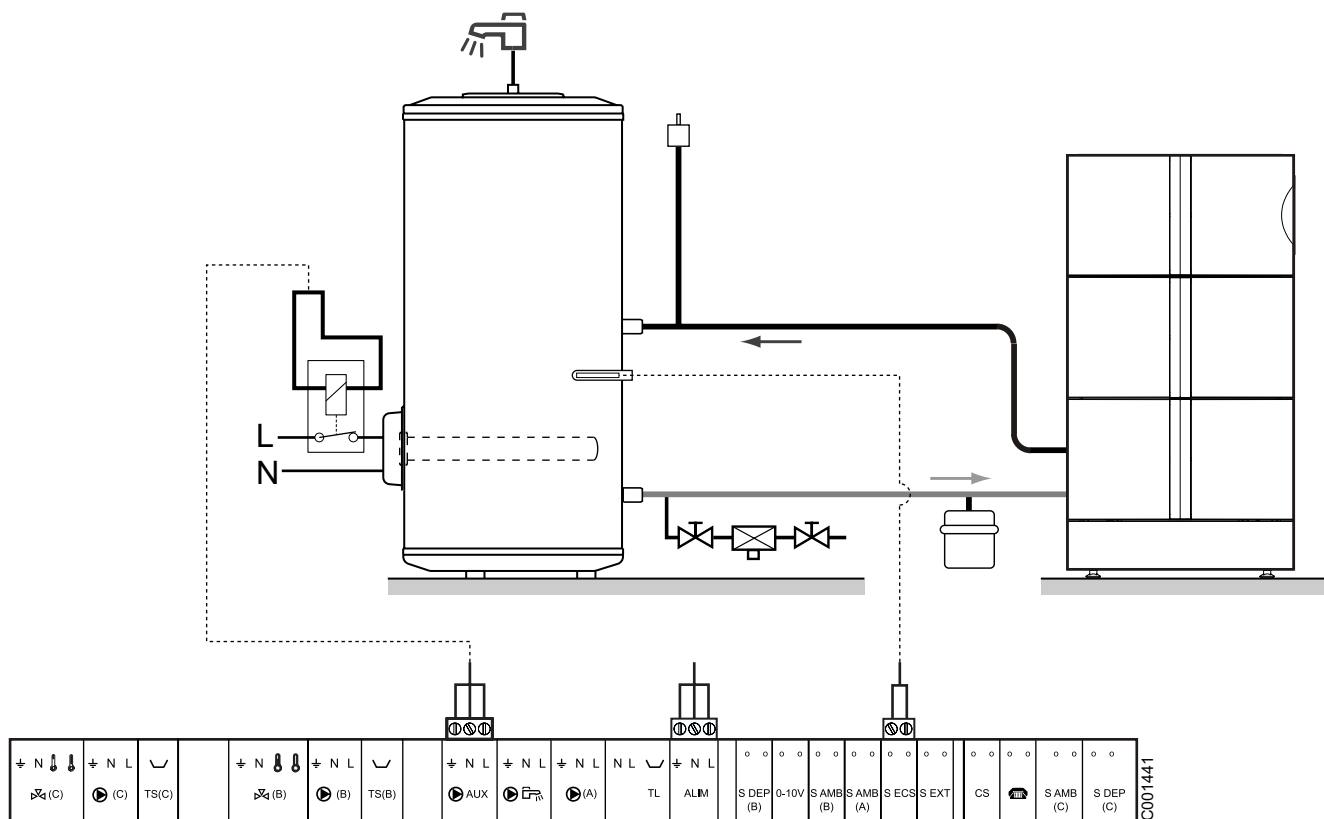 L
N
⏚ N
⏚ N L
⏚ N
⏚ N L
⏚ N L
⏚ N L
⏚ N L
N L
⏚ N L
(C)
(C)
TS(C)
(B)
(B)
TS(B)
AUX
(A)
TL
ALIM
S DEP
(B)
0-10V
S AMB
(B)
S AMB
(A)
S ECS
S EXT
CS
S AMB
(C)
S DEP
(C)
C001441